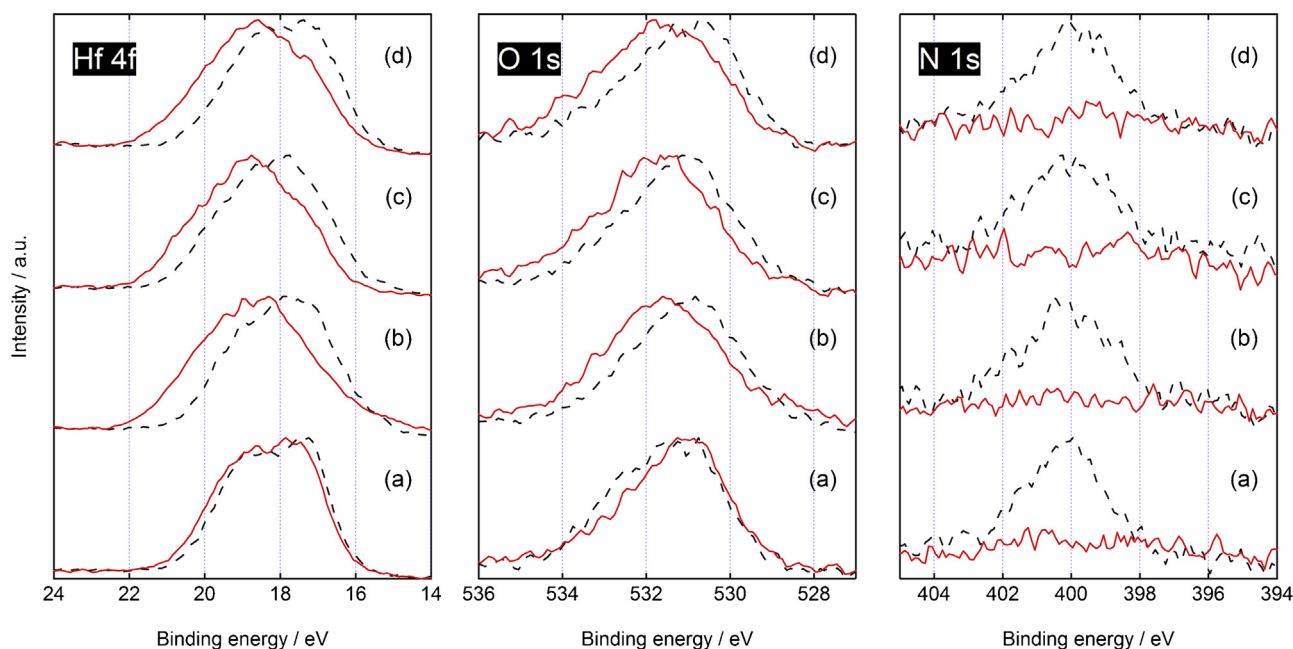 Intensity / a.u.
Hf 4f
(d)
(c)
(b)
(a)
24 22 20 18 16 14
Binding energy / eV
O 1s
(d)
(c)
(b)
(a)
536 534 532 530 528
Binding energy / eV
N 1s
(d)
(c)
(b)
(a)
404 402 400 398 396 394
Binding energy / eV